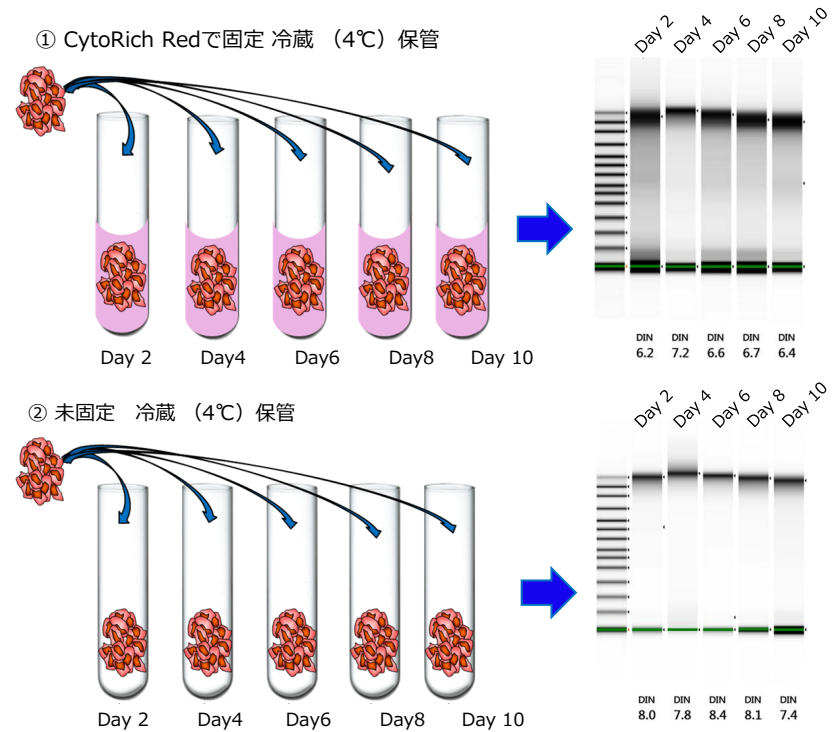 ① CytoRich Redで固定 冷蔵 （4℃）保管
Day 2 Day 4 Day 6 Day 8 Day 10
Day 2 Day4 Day6 Day8 Day 10
DIN DIN DIN DIN DIN
6.2 7.2 6.6 6.7 6.4
② 未固定　冷蔵 （4℃）保管
Day 2 Day 4 Day 6 Day 8 Day 10
Day 2 Day4 Day6 Day8 Day 10
DIN DIN DIN DIN DIN
8.0 7.8 8.4 8.1 7.4